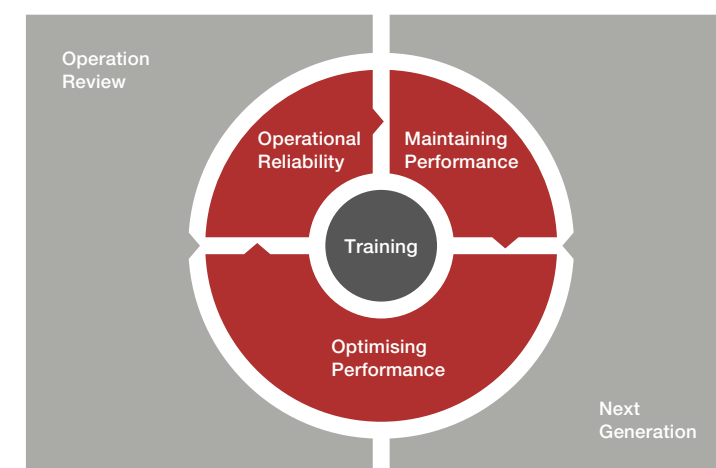 Operation
Review
Operational
Reliability
Maintaining
Performance
Training
Optimising
Performance
Next
Generation